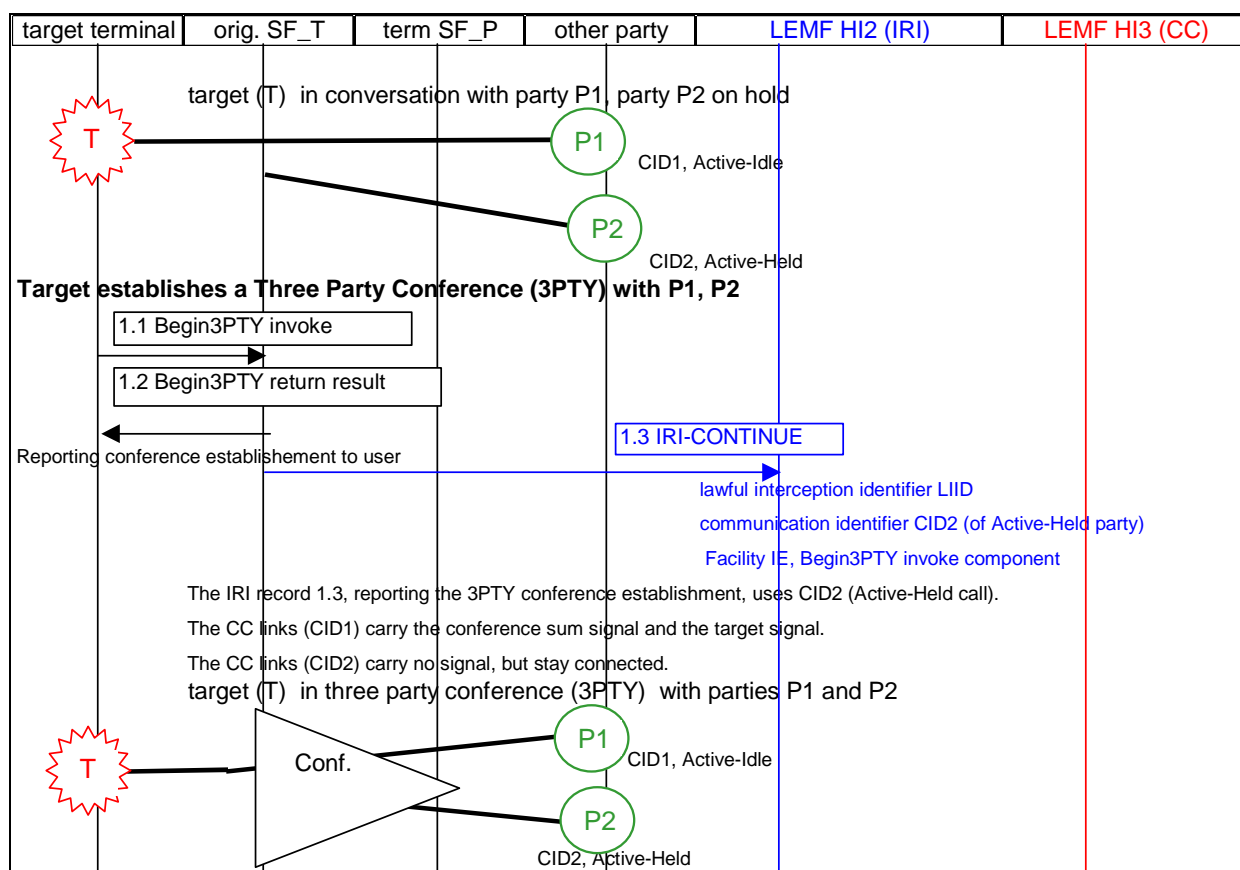 target terminal orig. SF_T term SF_P other party LEMF HI2 (IRI) LEMF HI3 (CC)
target (T) in conversation with party P1, party P2 on hold
T
P1
CID1, Active-Idle
P2
CID2, Active-Held
Target establishes a Three Party Conference (3PTY) with P1, P2
1.1 Begin3PTY invoke
1.2 Begin3PTY return result
1.3 IRI-CONTINUE
Reporting conference establishement to user
lawful interception identifier LIID
communication identifier CID2 (of Active-Held party)
Facility IE, Begin3PTY invoke component
The IRI record 1.3, reporting the 3PTY conference establishment, uses CID2 (Active-Held call).
The CC links (CID1) carry the conference sum signal and the target signal.
The CC links (CID2) carry no signal, but stay connected.
target (T) in three party conference (3PTY) with parties P1 and P2
P1
CID1, Active-Idle
T
Conf.
P2
CID2, Active-Held